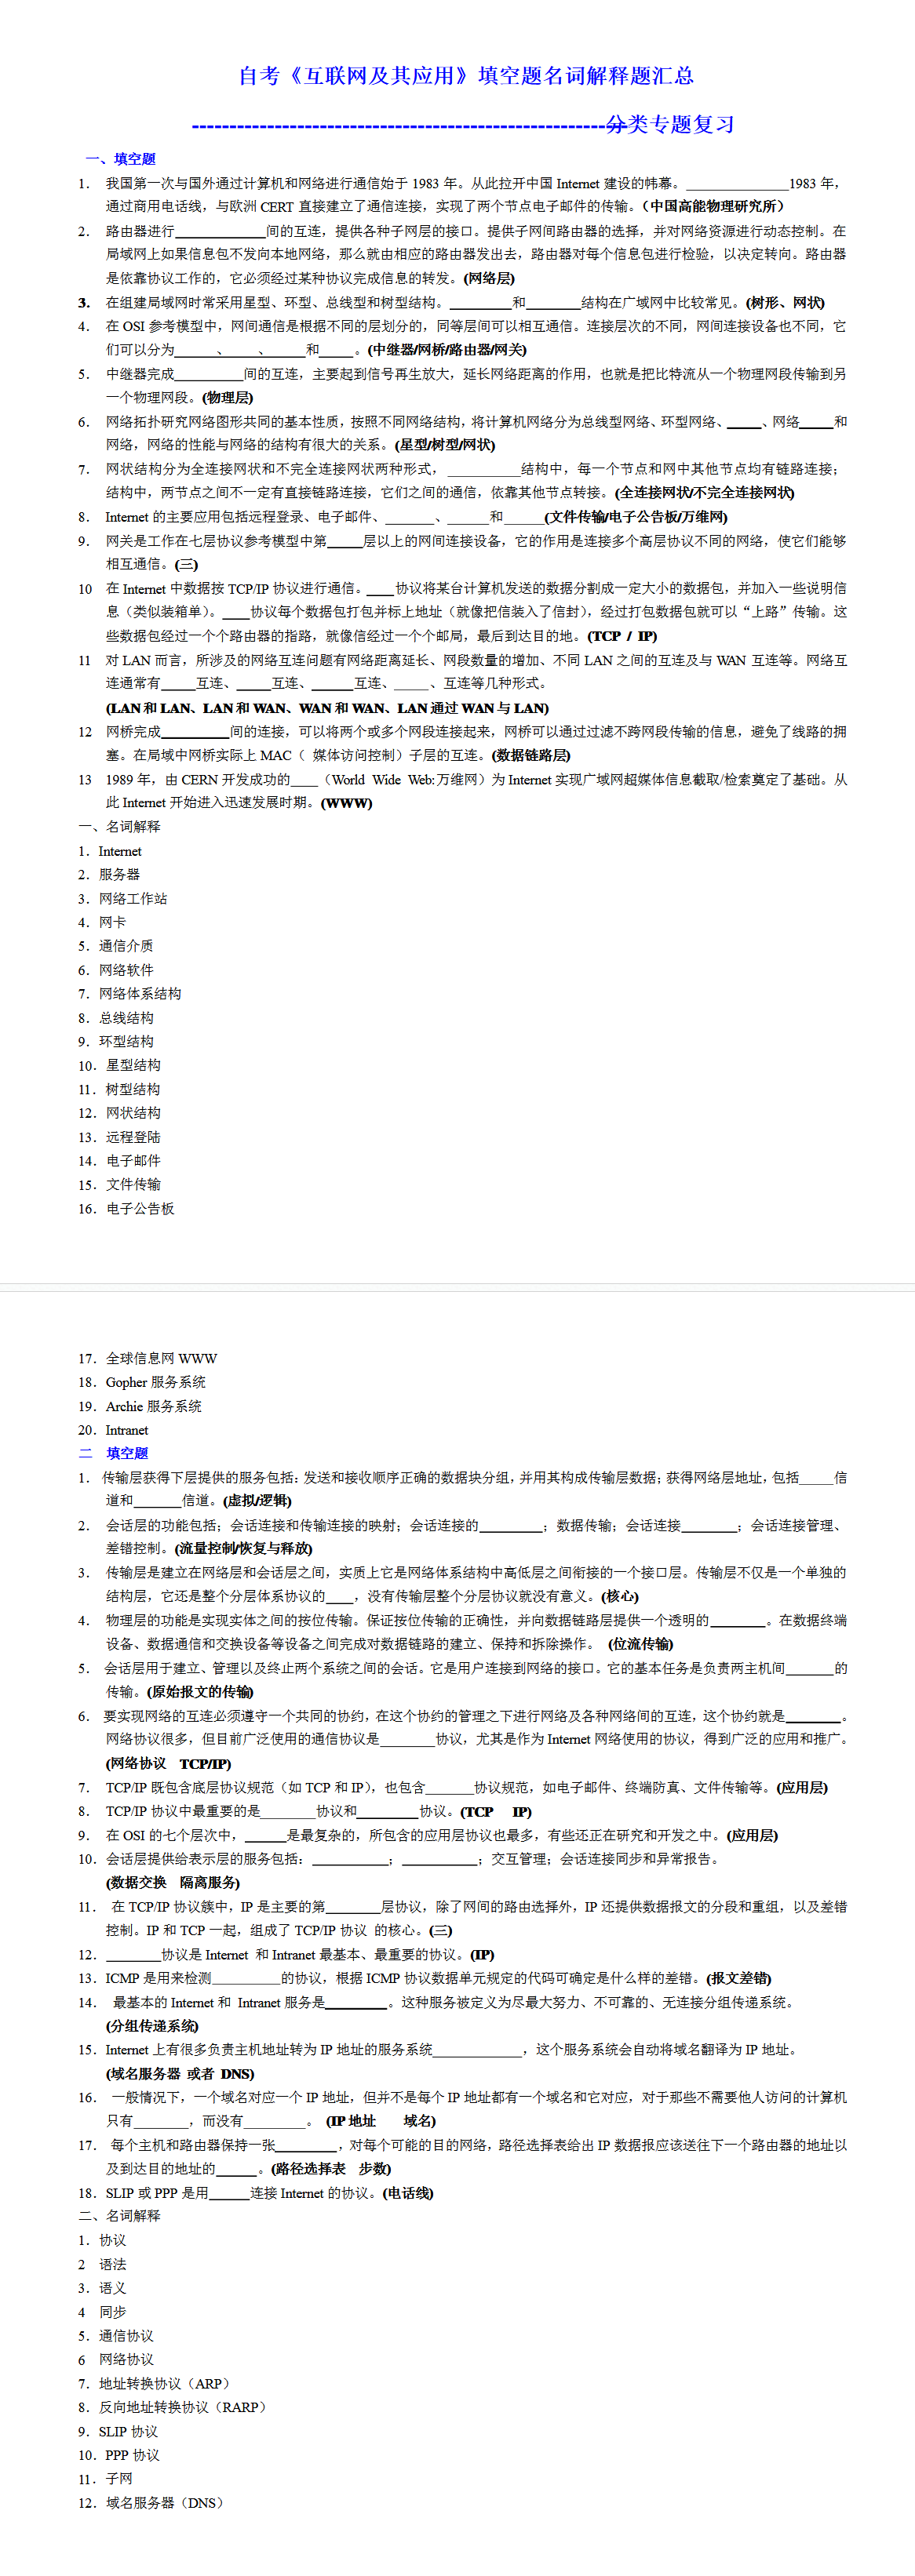 自考《互联网及其应用》填空题名词解释题汇总
----------------------------------------------------------分类专题复习
一、填空题
1. 我国第一次与国外通过计算机和网络进行通信始于 1983 年。从此拉开中国 Internet 建设的帏幕。_______________1983 年，
通过商用电话线，与欧洲 CERT 直接建立了通信连接，实现了两个节点电子邮件的传输。（中国高能物理研究所）
2. 路由器进行_____________间的互连，提供各种子网层的接口。提供子网间路由器的选择，并对网络资源进行动态控制。在
局域网上如果信息包不发向本地网络，那么就由相应的路由器发出去，路由器对每个信息包进行检验，以决定转向。路由器
是依靠协议工作的，它必须经过某种协议完成信息的转发。(网络层)
3. 在组建局域网时常采用星型、环型、总线型和树型结构。_________和________结构在广域网中比较常见。(树形、网状)
4. 在 OSI 参考模型中，网间通信是根据不同的层划分的，同等层间可以相互通信。连接层次的不同，网间连接设备也不同，它
们可以分为______、_____、_____和_____。(中继器/网桥/路由器/网关)
5. 中继器完成__________间的互连，主要起到信号再生放大，延长网络距离的作用，也就是把比特流从一个物理网段传输到另
一个物理网段。(物理层)
6. 网络拓扑研究网络图形共同的基本性质，按照不同网络结构，将计算机网络分为总线型网络、环型网络、_____、网络_____和
网络，网络的性能与网络的结构有很大的关系。(星型/树型/网状)
7. 网状结构分为全连接网状和不完全连接网状两种形式，___________结构中，每一个节点和网中其他节点均有链路连接；
结构中，两节点之间不一定有直接链路连接，它们之间的通信，依靠其他节点转接。(全连接网状/不完全连接网状)
8. Internet 的主要应用包括远程登录、电子邮件、_______、______和______(文件传输/电子公告板/万维网)
9. 网关是工作在七层协议参考模型中第_____层以上的网间连接设备，它的作用是连接多个高层协议不同的网络，使它们能够
相互通信。(三)
10 在 Internet 中数据按 TCP/IP 协议进行通信。____协议将某台计算机发送的数据分割成一定大小的数据包，并加入一些说明信
息（类似装箱单）。____协议每个数据包打包并标上地址（就像把信装入了信封），经过打包数据包就可以“上路”传输。这
些数据包经过一个个路由器的指路，就像信经过一个个邮局，最后到达目的地。(TCP / IP)
11 对 LAN 而言，所涉及的网络互连问题有网络距离延长、网段数量的增加、不同 LAN 之间的互连及与 WAN 互连等。网络互
连通常有_____互连、_____互连、______互连、_____、互连等几种形式。
(LAN 和 LAN、LAN 和 WAN、WAN 和 WAN、LAN 通过 WAN 与 LAN)
12 网桥完成__________间的连接，可以将两个或多个网段连接起来，网桥可以通过过滤不跨网段传输的信息，避免了线路的拥
塞。在局域中网桥实际上 MAC（ 媒体访问控制）子层的互连。(数据链路层)
13 1989 年，由 CERN 开发成功的____（World Wide Web:万维网）为 Internet 实现广域网超媒体信息截取/检索奠定了基础。从
此 Internet 开始进入迅速发展时期。(WWW)
一、名词解释
1．Internet
2．服务器
3．网络工作站
4．网卡
5．通信介质
6．网络软件
7．网络体系结构
8．总线结构
9．环型结构
10．星型结构
11．树型结构
12．网状结构
13．远程登陆
14．电子邮件
15．文件传输
16．电子公告板
17．全球信息网 WWW
18．Gopher 服务系统
19．Archie 服务系统
20．Intranet
二 填空题
1. 传输层获得下层提供的服务包括：发送和接收顺序正确的数据块分组，并用其构成传输层数据；获得网络层地址，包括_____信
道和_______信道。(虚拟/逻辑)
2. 会话层的功能包括；会话连接和传输连接的映射；会话连接的_________；数据传输；会话连接________；会话连接管理、
差错控制。(流量控制/恢复与释放)
3. 传输层是建立在网络层和会话层之间，实质上它是网络体系结构中高低层之间衔接的一个接口层。传输层不仅是一个单独的
结构层，它还是整个分层体系协议的____，没有传输层整个分层协议就没有意义。(核心)
4. 物理层的功能是实现实体之间的按位传输。保证按位传输的正确性，并向数据链路层提供一个透明的________。在数据终端
设备、数据通信和交换设备等设备之间完成对数据链路的建立、保持和拆除操作。 (位流传输)
5. 会话层用于建立、管理以及终止两个系统之间的会话。它是用户连接到网络的接口。它的基本任务是负责两主机间_______的
传输。(原始报文的传输)
6. 要实现网络的互连必须遵守一个共同的协约，在这个协约的管理之下进行网络及各种网络间的互连，这个协约就是________。
网络协议很多，但目前广泛使用的通信协议是________协议，尤其是作为 Internet 网络使用的协议，得到广泛的应用和推广。
(网络协议 TCP/IP)
7. TCP/IP 既包含底层协议规范（如 TCP 和 IP），也包含_______协议规范，如电子邮件、终端防真、文件传输等。(应用层)
8. TCP/IP 协议中最重要的是________协议和_________协议。(TCP IP)
9. 在 OSI 的七个层次中，______是最复杂的，所包含的应用层协议也最多，有些还正在研究和开发之中。(应用层)
10．会话层提供给表示层的服务包括：___________；___________；交互管理；会话连接同步和异常报告。
(数据交换 隔离服务)
11． 在 TCP/IP 协议簇中，IP 是主要的第________层协议，除了网间的路由选择外，IP 还提供数据报文的分段和重组，以及差错
控制。IP 和 TCP 一起，组成了 TCP/IP 协议 的核心。(三)
12．________协议是 Internet 和 Intranet 最基本、最重要的协议。(IP)
13．ICMP 是用来检测__________的协议，根据 ICMP 协议数据单元规定的代码可确定是什么样的差错。(报文差错)
14． 最基本的 Internet 和 Intranet 服务是_________。这种服务被定义为尽最大努力、不可靠的、无连接分组传递系统。
(分组传递系统)
15．Internet 上有很多负责主机地址转为 IP 地址的服务系统_____________，这个服务系统会自动将域名翻译为 IP 地址。
(域名服务器 或者 DNS)
16． 一般情况下，一个域名对应一个 IP 地址，但并不是每个 IP 地址都有一个域名和它对应，对于那些不需要他人访问的计算机
只有________，而没有_________。 (IP 地址 域名)
17． 每个主机和路由器保持一张_________，对每个可能的目的网络，路径选择表给出 IP 数据报应该送往下一个路由器的地址以
及到达目的地址的______。(路径选择表 步数)
18．SLIP 或 PPP 是用______连接 Internet 的协议。(电话线)
二、名词解释
1．协议
2 语法
3．语义
4 同步
5．通信协议
6 网络协议
7．地址转换协议（ARP）
8．反向地址转换协议（RARP）
9．SLIP 协议
10．PPP 协议
11．子网
12．域名服务器（DNS）